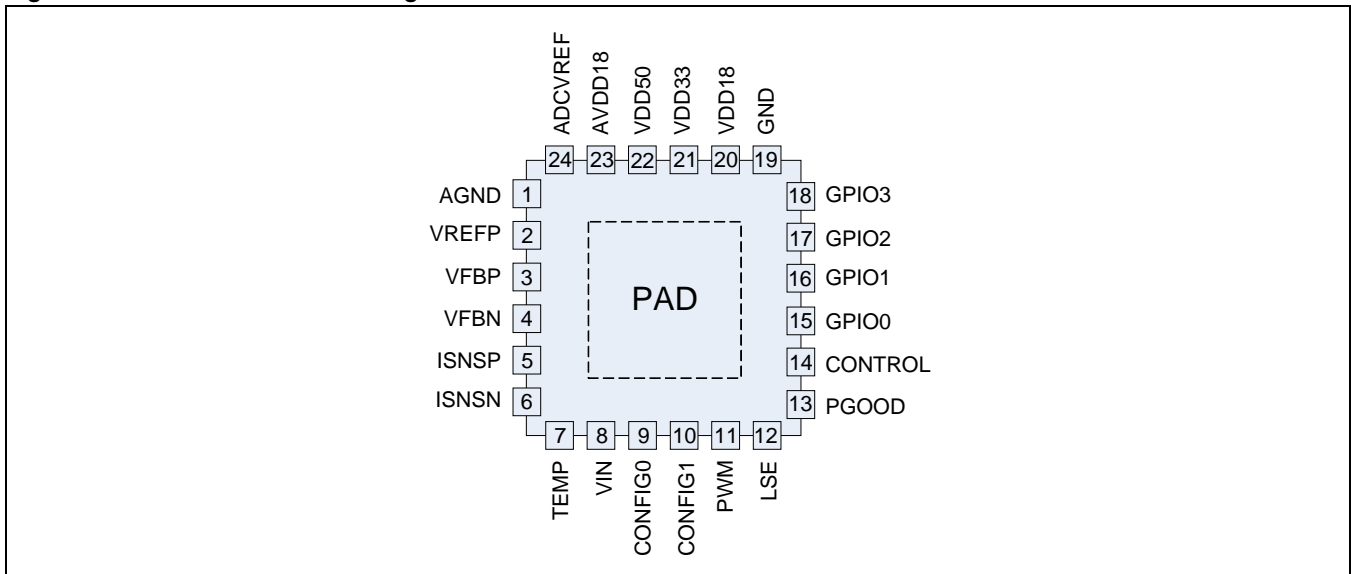 ADCVREF
AVDD18
VDD50
VDD33
VDD18
GND
24 23 22 21 20 19
AGND 1
VREFP 2
VFBP 3
VFBN 4
ISNSP 5
ISNSN 6
PAD
18 GPIO3
17 GPIO2
16 GPIO1
15 GPIO0
14 CONTROL
13 PGOOD
7 8 9 10 11 12
TEMP
VIN
CONFIG0
CONFIG1
PWM
LSE